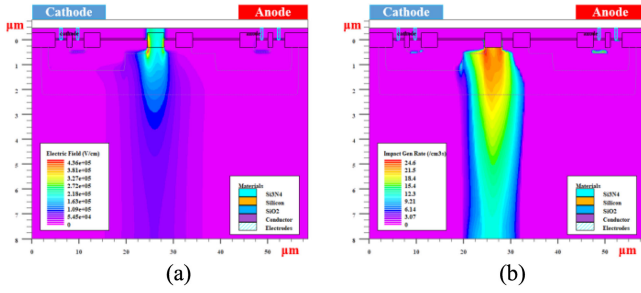 Cathode Anode Cathode Anode
µm µm
0
1
2
3
4
5
6
7
8
Electric Field (V/cm)
4.36e+05
3.81e+05
3.27e+05
2.72e+05
2.18e+05
1.63e+05
1.09e+05
5.45e+04
0
Materials
Si3N4
Silicon
SiO2
Conductor
Electrodes
0 10 20 30 40 50
µm
(a)
0
1
2
3
4
5
6
7
8
Impact Gen Rate (/cm3s)
24.6
21.5
18.4
15.4
12.3
9.21
6.14
3.07
0
Materials
Si3N4
Silicon
SiO2
Conductor
Electrodes
0 10 20 30 40 50
µm
(b)